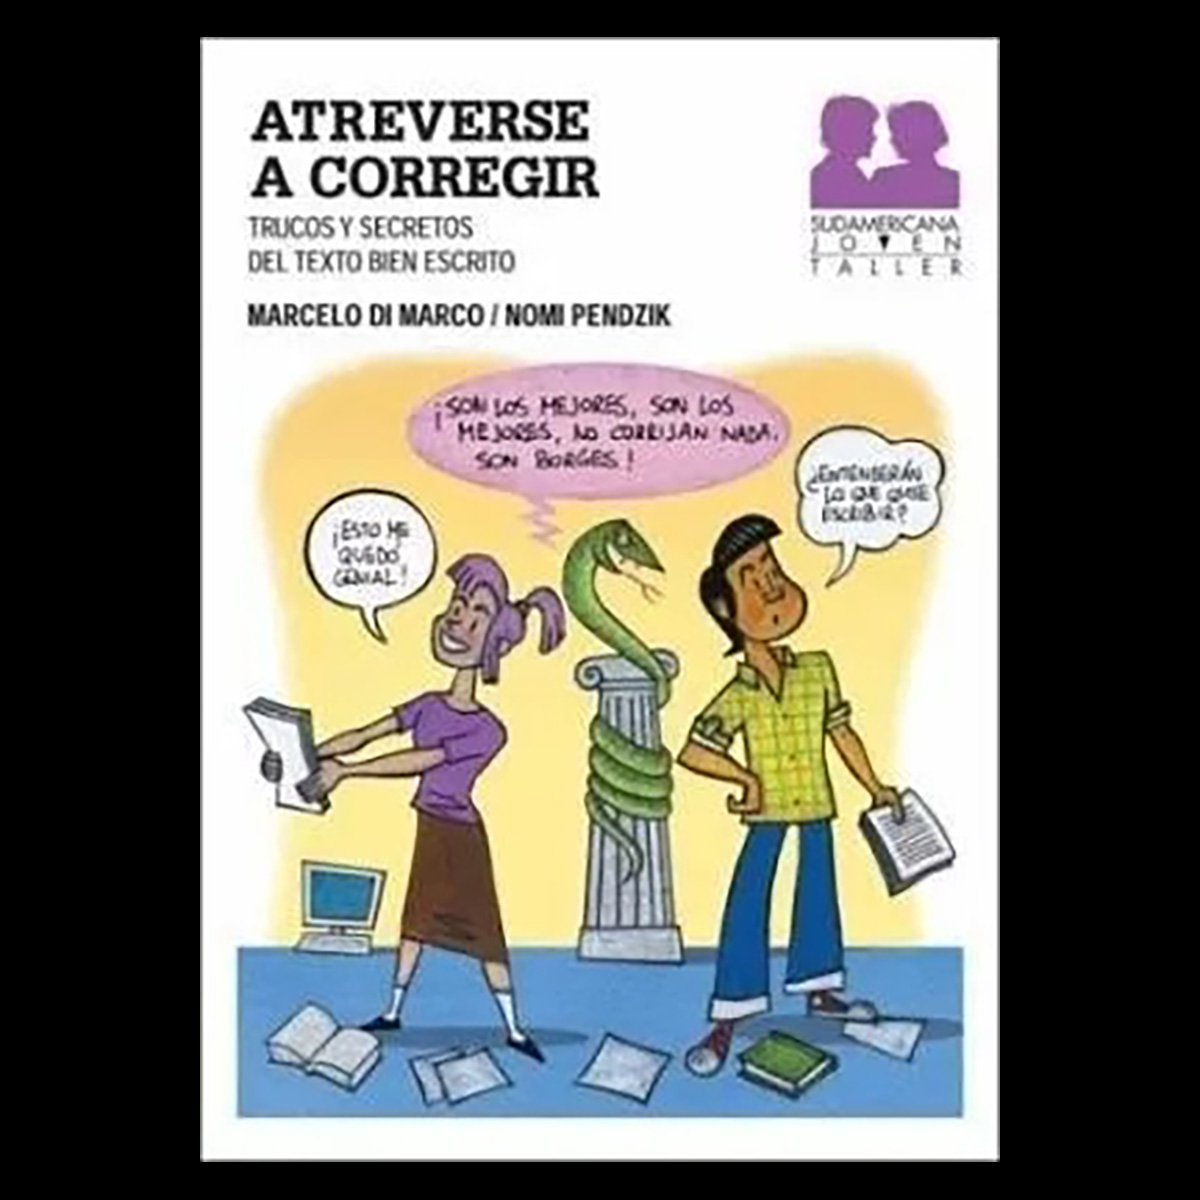 ATREVERSE
A CORREGIR
TRUCOS Y SECRETOS
DEL TEXTO BIEN ESCRITO
MARCELO DI MARCO / NOMI PENDZIK
SUDAMERICANA
JOVEN
TALLER
¡SON LOS MEJORES, SON LOS
MEJORES, NO CORRIJAN NADA.
SON BORGES!
¿ENTENDERÁN
LO QUE QUISE
ESCRIBIR?
¡ESTO ME
QUEDÓ
GENIAL!